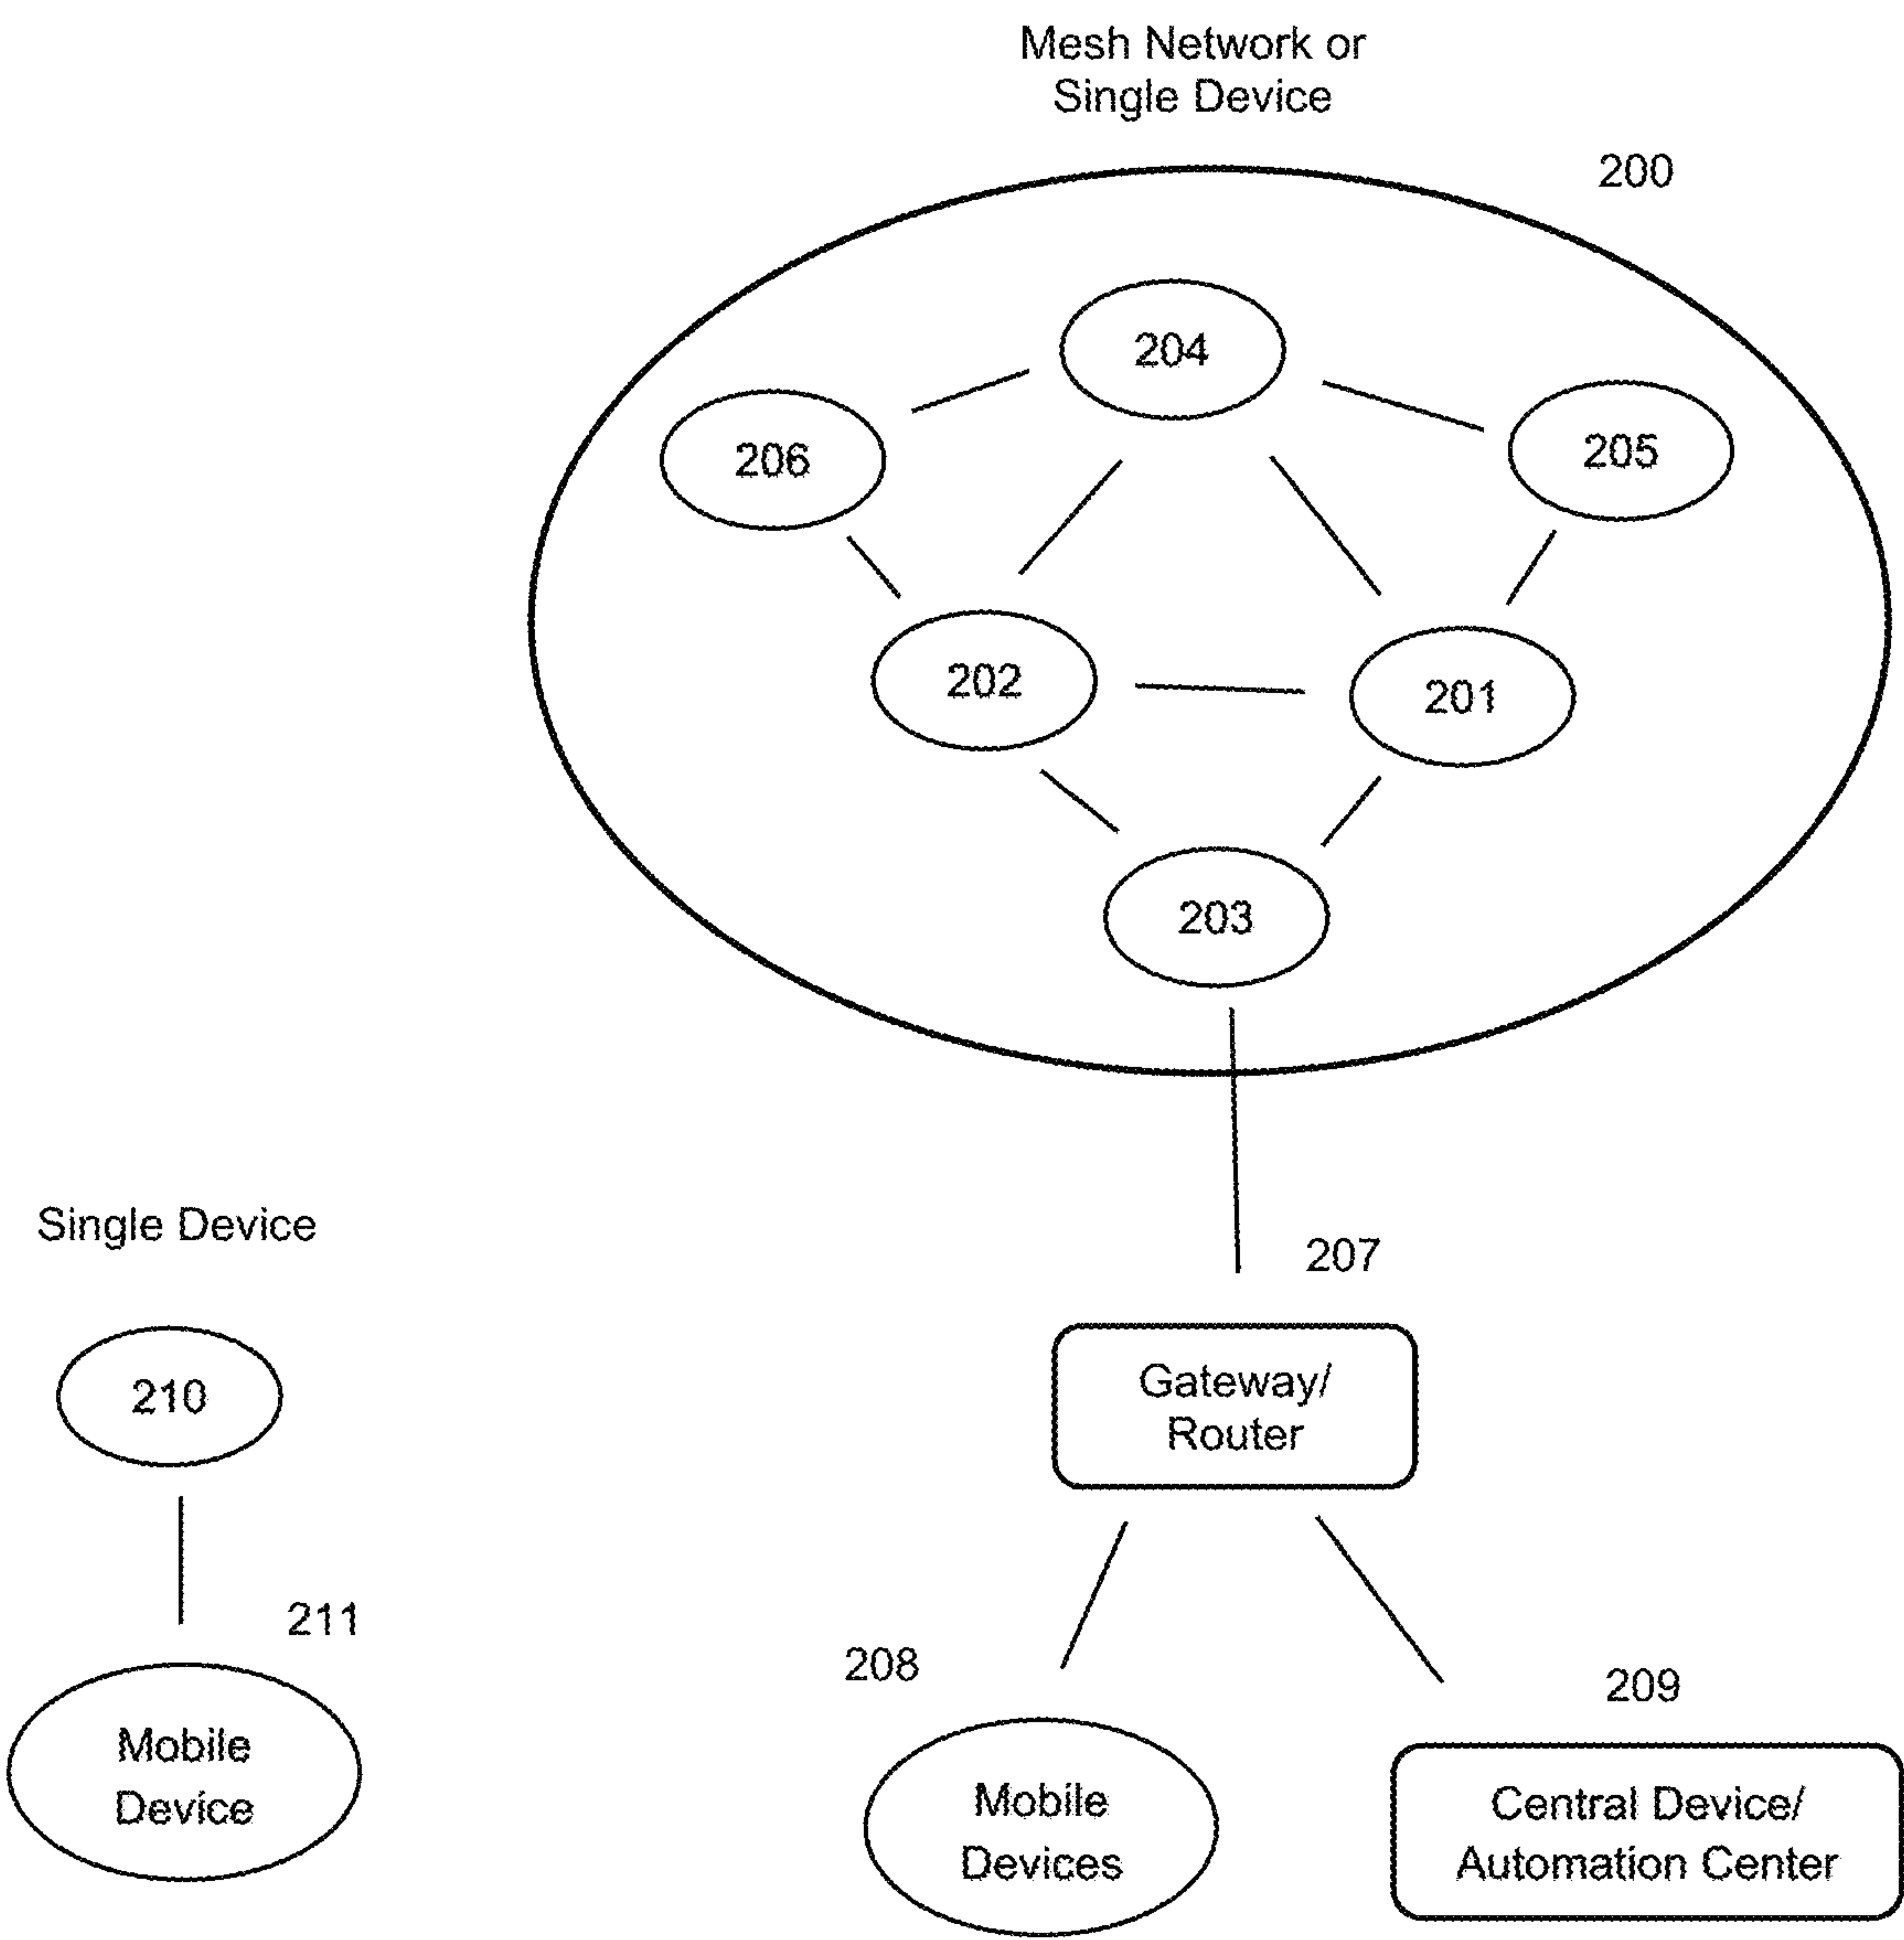 Mesh Network or
Single Device
200
204
206
205
202
201
203
207
Gateway/
Router
208
Mobile
Devices
209
Central Device/
Automation Center
Single Device
210
211
Mobile
Device